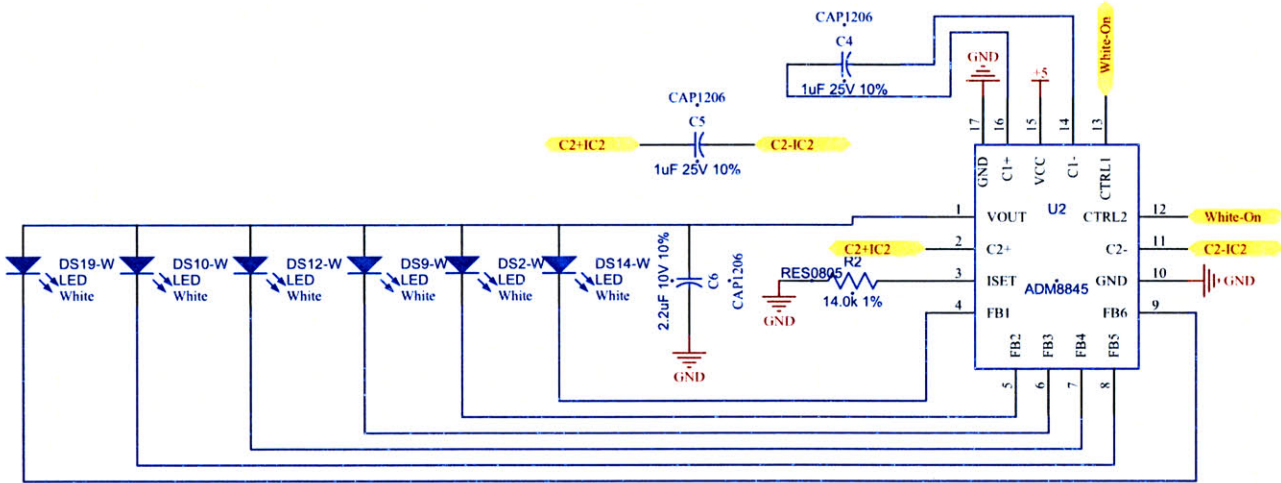 CAP1206
C4
1uF 25V 10%
White-On
GND
+5
CAP1206
C5
C2+IC2
C2-IC2
1uF 25V 10%
17
16
15
14
13
GND
C1+
VCC
C1-
CTRL1
1
VOUT
U2
CTRL2
12
White-On
C2+IC2
2
C2+
C2-
11
C2-IC2
RES0805
R2
14.0k 1%
GND
3
ISET
ADM8845
GND
10
GND
4
FB1
FB6
9
FB2
FB3
FB4
FB5
5
6
7
8
DS19-W
LED
White
DS10-W
LED
White
DS12-W
LED
White
DS9-W
LED
White
DS2-W
LED
White
DS14-W
LED
White
2.2uF 10V 10%
C6
CAP1206
GND